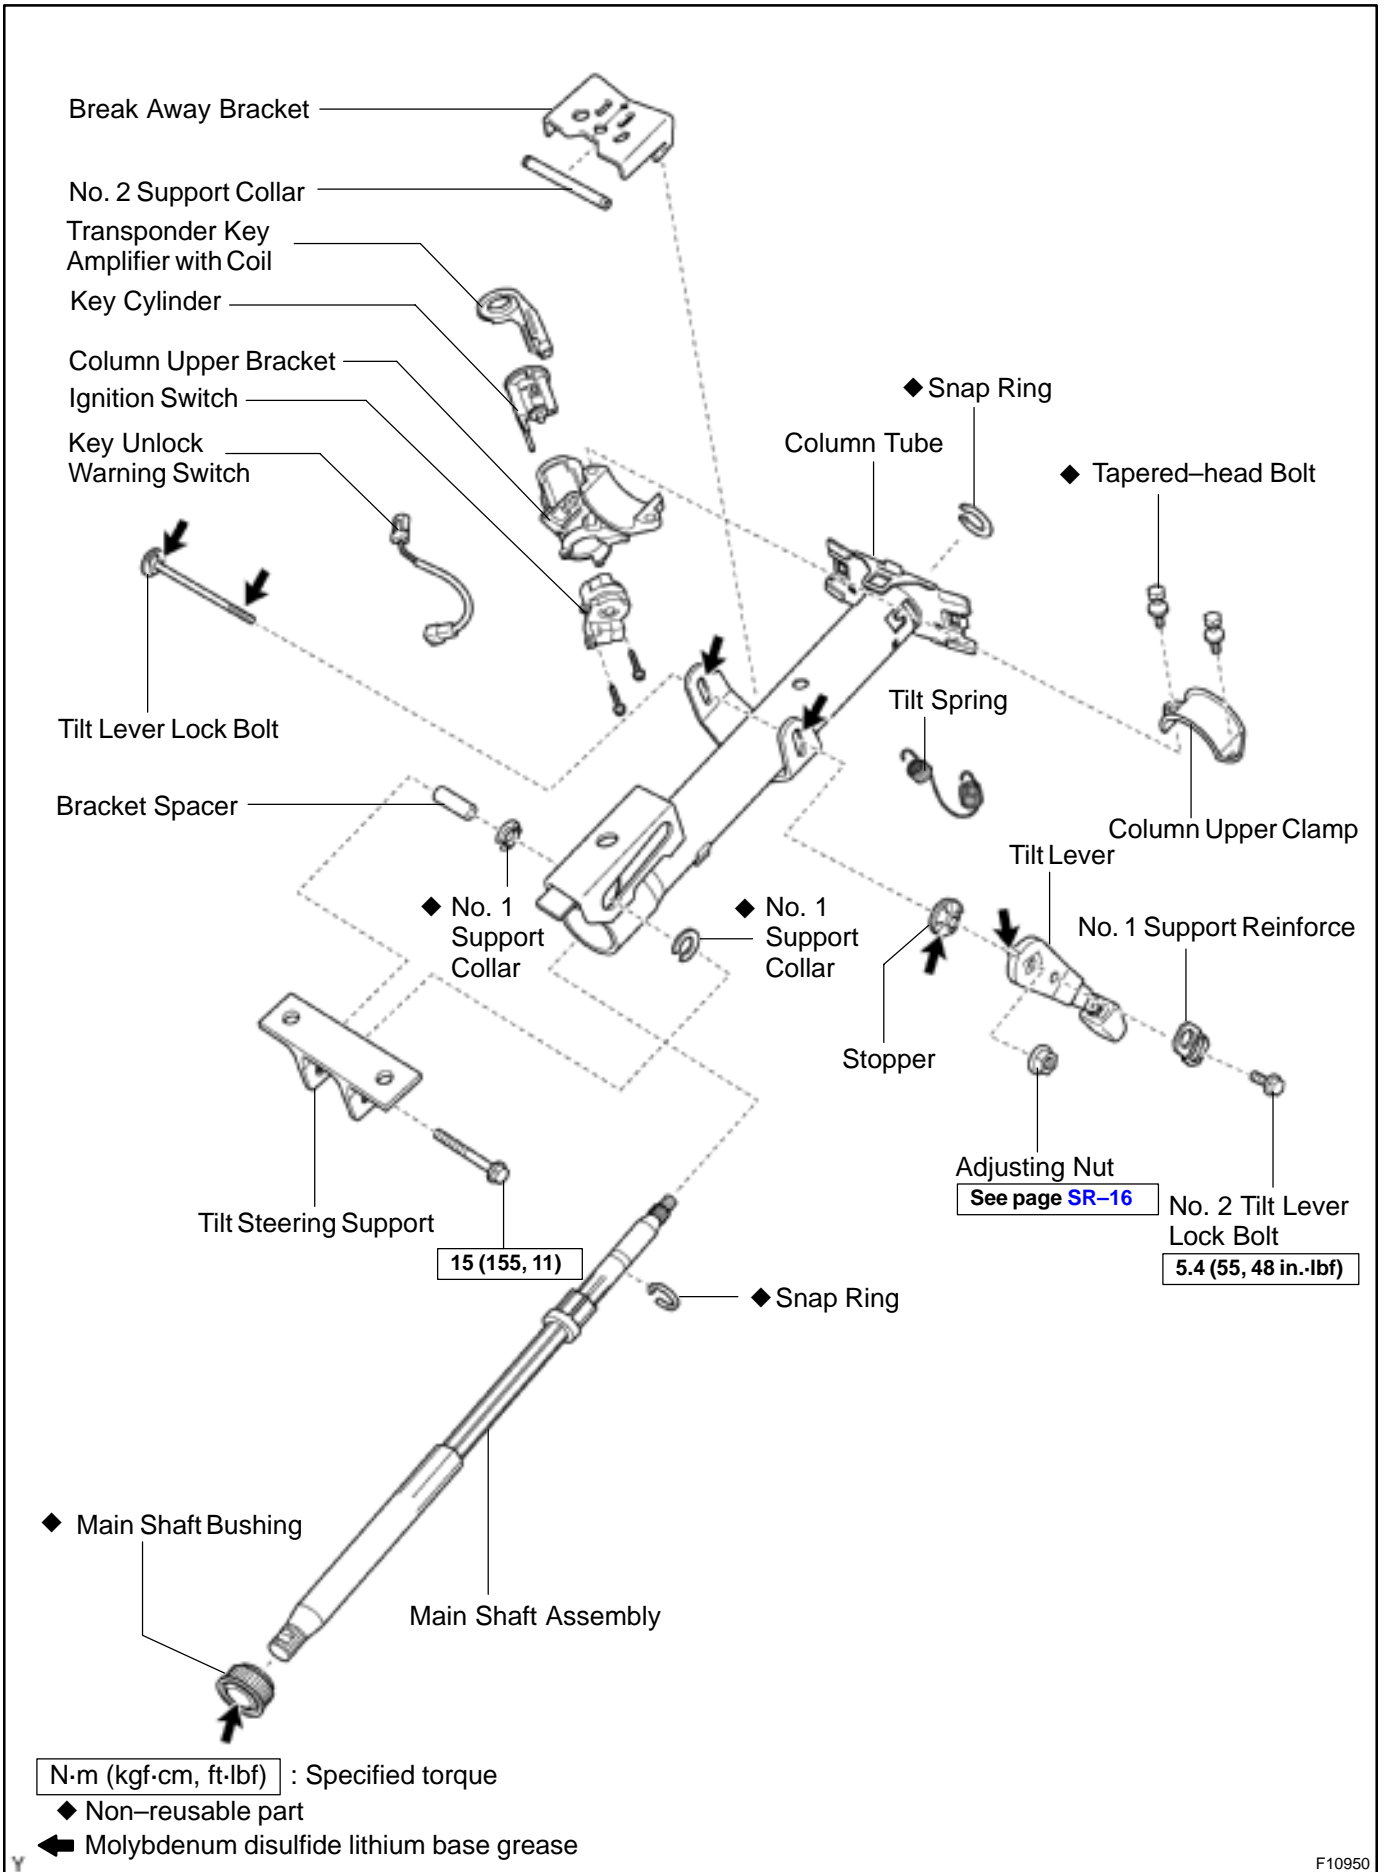 Break Away Bracket
No. 2 Support Collar
Transponder Key
Amplifier with Coil
Key Cylinder
Column Upper Bracket
Ignition Switch
Key Unlock
Warning Switch
◆ Snap Ring
Column Tube
◆ Tapered–head Bolt
Tilt Lever Lock Bolt
Tilt Spring
Bracket Spacer
Column Upper Clamp
Tilt Lever
◆ No. 1
Support
Collar
◆ No. 1
Support
Collar
No. 1 Support Reinforce
Stopper
Adjusting Nut
See page SR–16
No. 2 Tilt Lever
Lock Bolt
5.4 (55, 48 in.·lbf)
Tilt Steering Support
15 (155, 11)
◆ Snap Ring
◆ Main Shaft Bushing
Main Shaft Assembly
N·m (kgf·cm, ft·lbf) : Specified torque
◆ Non–reusable part
Molybdenum disulfide lithium base grease
Y
F10950